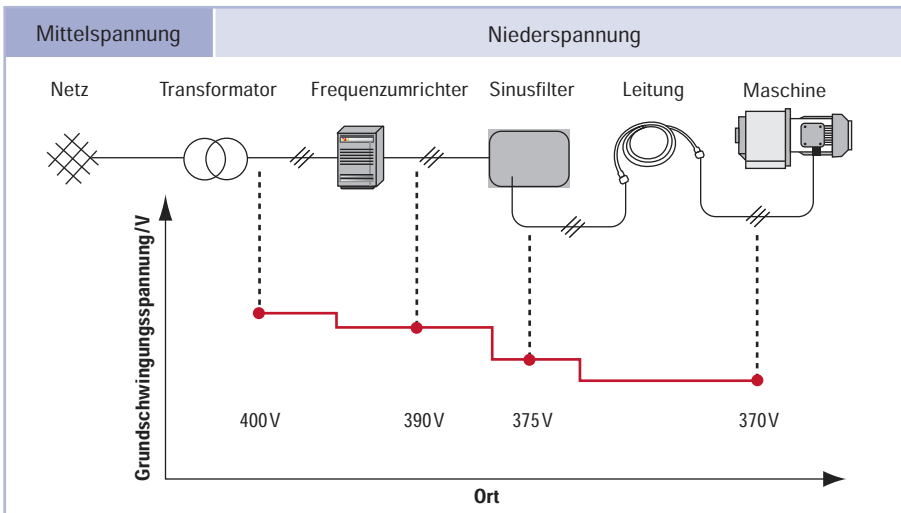 Mittelspannung
Niederspannung
Netz
Transformator
Frequenzumrichter
Sinusfilter
Leitung
Maschine
Grundschwingungsspannung/V
400 V
390 V
375 V
370 V
Ort